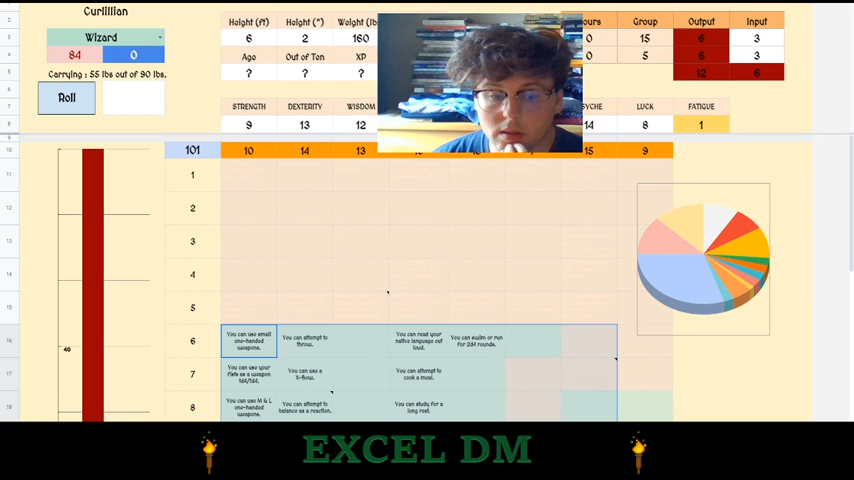 Curlillian
Height (ft) Height (") Weight (lb ours Group Output Input
Wizard 6 2 160 0 15 6 3
84 0 Age Out of Ten XP 0 5 6 3
Carrying : 55 lbs out of 90 lbs. ? ? ? 12 6
Roll
STRENGTH DEXTERITY WISDOM SYCHE LUCK FATIGUE
9 13 12 14 8 1
101 10 14 13 15 9
1
2
3
4
5
6 You can use small one-handed weapons. You can attempt to throw. You can read your native language out loud. You can swim or run for 2d4 rounds.
40
7 You can use your fists as a weapon 1d4/1d4. You can use a X-Bow. You can attempt to cook a meal.
8 You can use M & L one-handed weapons. You can attempt to balance as a reaction. You can study for a long rest.
EXCEL DM